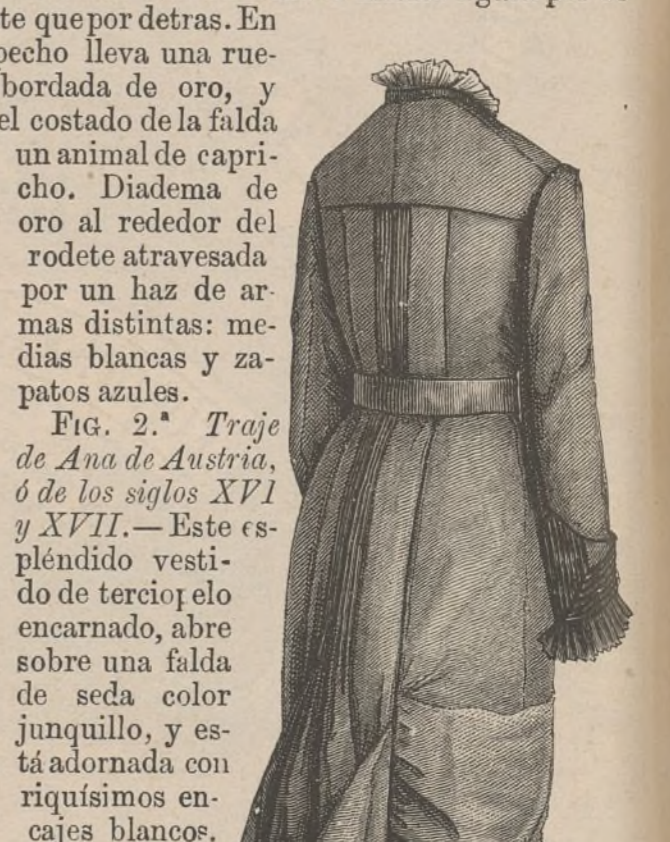 te que por detras. En
pecho lleva una rue-
bordada de oro, y
el costado de la falda
un animal de capri-
cho. Diadema de
oro al rededor del
rodete atravesada
por un haz de ar-
mas distintas: me-
dias blancas y za-
patos azules.
FIG. 2.ª Traje
de Ana de Austria,
ó de los siglos XVI
y XVII.—Este es-
pléndido vesti-
do de terciopelo
encarnado, abre
sobre una falda
de seda color
junquillo, y es-
tá adornada con
riquísimos en-
cajes blancos.